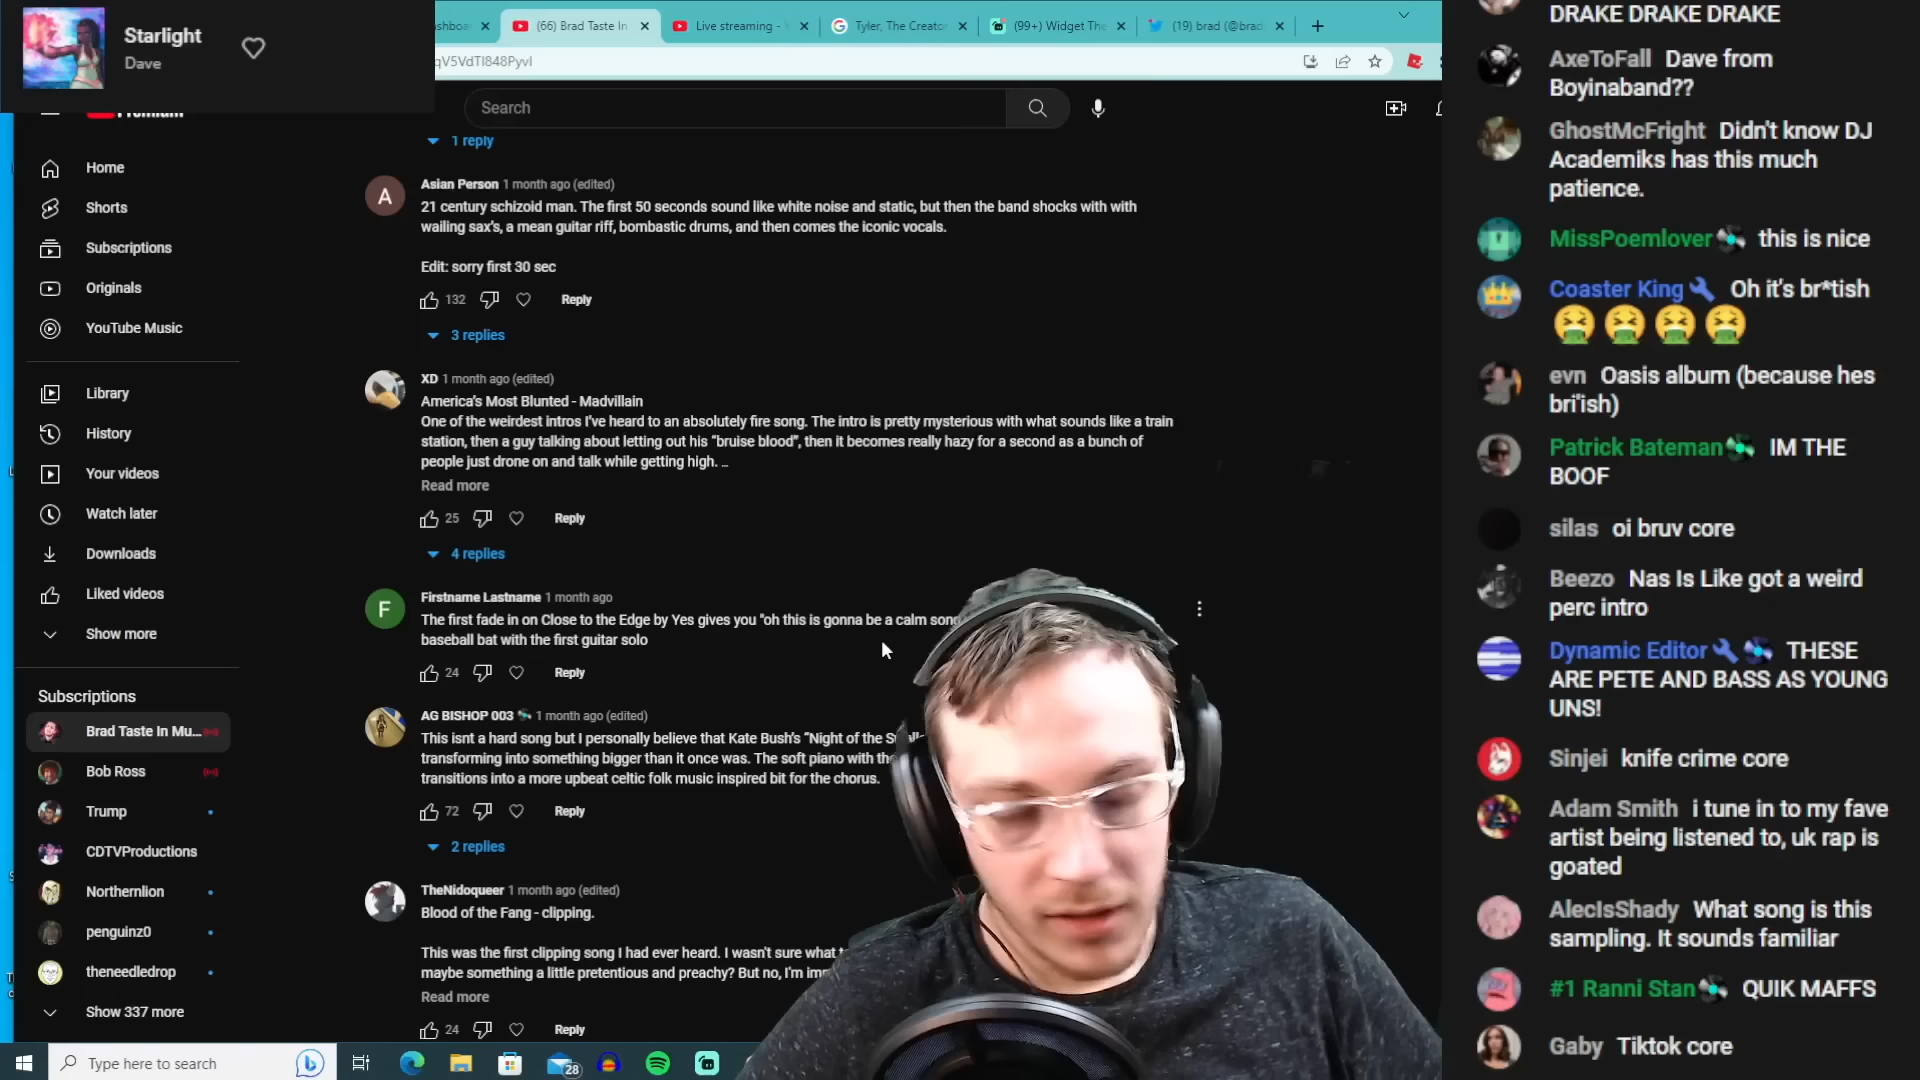 Starlight
Dave
(66) Brad Taste In
Live streaming -
Tyler, The Creator
(99+) Widget The
(19) brad (@brad
qV5VdTI848PyvI
Search
Home
Shorts
Subscriptions
Originals
YouTube Music
Library
History
Your videos
Watch later
Downloads
Liked videos
Show more
Subscriptions
Brad Taste In Mu...
Bob Ross
Trump
CDTVProductions
Northernlion
penguinz0
theneedledrop
Show 337 more
1 reply
A
Asian Person 1 month ago (edited)
21 century schizoid man. The first 50 seconds sound like white noise and static, but then the band shocks with with
wailing sax's, a mean guitar riff, bombastic drums, and then comes the iconic vocals.
Edit: sorry first 30 sec
132 Reply
3 replies
XD 1 month ago (edited)
America's Most Blunted - Madvillain
One of the weirdest intros I've heard to an absolutely fire song. The intro is pretty mysterious with what sounds like a train
station, then a guy talking about letting out his "bruise blood", then it becomes really hazy for a second as a bunch of
people just drone on and talk while getting high. ...
Read more
25 Reply
4 replies
F
Firstname Lastname 1 month ago
The first fade in on Close to the Edge by Yes gives you "oh this is gonna be a calm song
baseball bat with the first guitar solo
24 Reply
AG BISHOP 003 1 month ago (edited)
This isnt a hard song but I personally believe that Kate Bush's "Night of the
transforming into something bigger than it once was. The soft piano with the
transitions into a more upbeat celtic folk music inspired bit for the chorus.
72 Reply
2 replies
TheNidoqueer 1 month ago (edited)
Blood of the Fang - clipping.
This was the first clipping song I had ever heard. I wasn't sure what
maybe something a little pretentious and preachy? But no, I'm
Read more
24 Reply
DRAKE DRAKE DRAKE
AxeToFall Dave from
Boyinaband??
GhostMcFright Didn't know DJ
Academiks has this much
patience.
MissPoemlover this is nice
Coaster King Oh it's br*tish
evn Oasis album (because hes
bri'ish)
Patrick Bateman IM THE
BOOF
silas oi bruv core
Beezo Nas Is Like got a weird
perc intro
Dynamic Editor THESE
ARE PETE AND BASS AS YOUNG
UNS!
Sinjei knife crime core
Adam Smith i tune in to my fave
artist being listened to, uk rap is
goated
AlecIsShady What song is this
sampling. It sounds familiar
#1 Ranni Stan QUIK MAFFS
Gaby Tiktok core
Type here to search
28